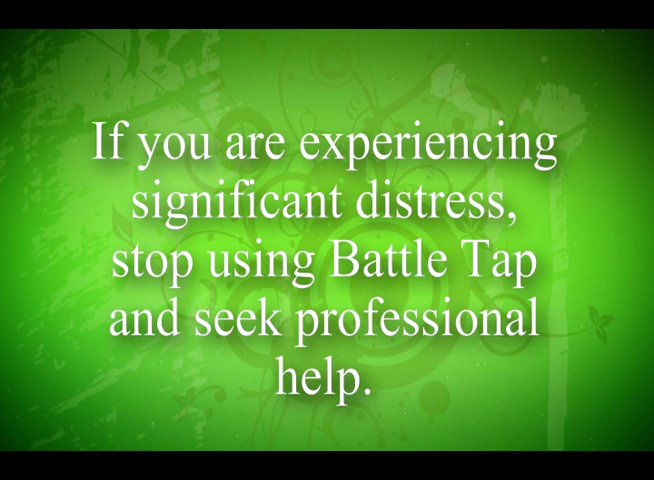 If you are experiencing
significant distress,
stop using Battle Tap
and seek professional
help.